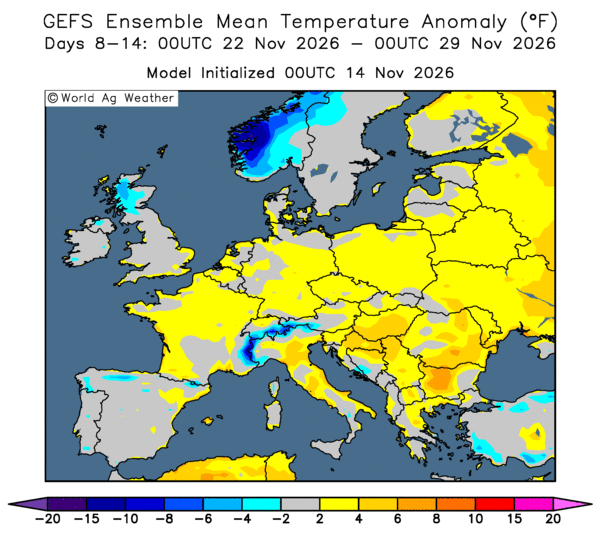 GEFS Ensemble Mean Temperature Anomaly (°F)
Days 8-14: 00UTC 22 Nov 2026 - 00UTC 29 Nov 2026
Model Initialized 00UTC 14 Nov 2026
© World Ag Weather
-20 -15 -10 -8 -6 -4 -2 2 4 6 8 10 15 20